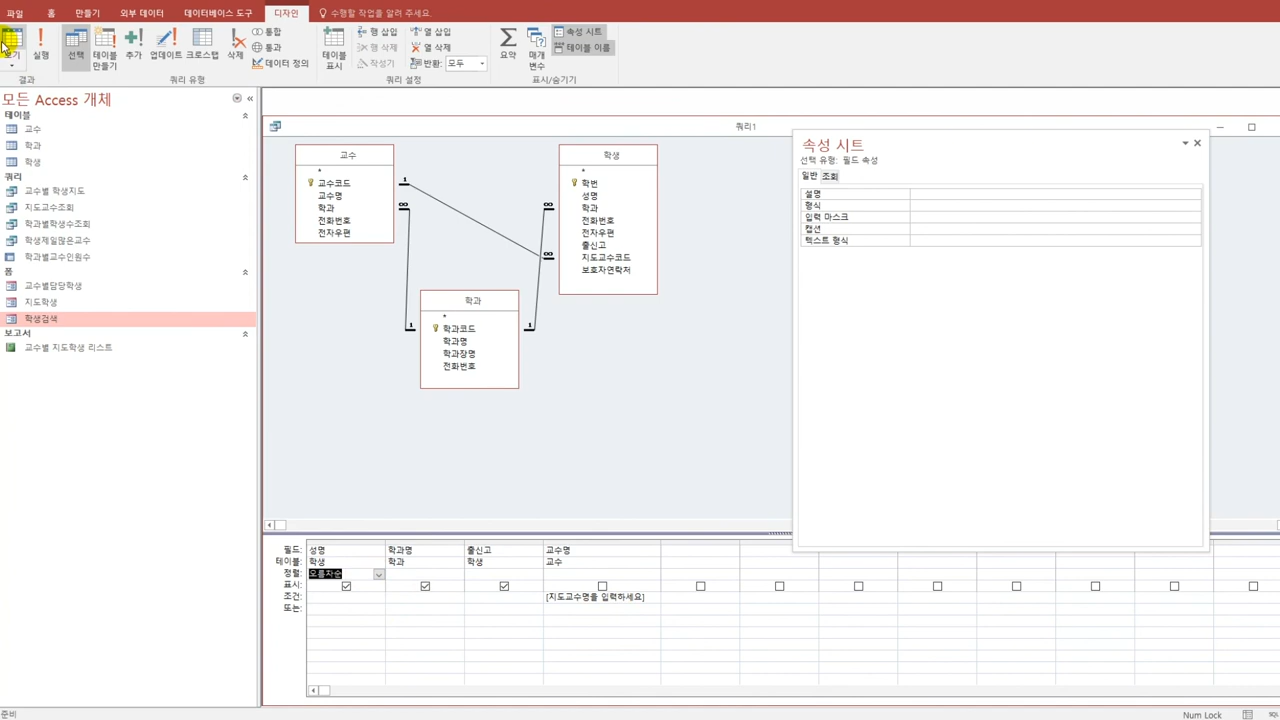 파일 홈 만들기 외부 데이터 데이터베이스 도구 디자인 수행할 작업을 알려 주세요.
보기 실행 선택 테이블 만들기 추가 업데이트 크로스탭 삭제 통합 통과 데이터 정의 테이블 표시 행 삽입 행 삭제 작성기 열 삽입 열 삭제 반환: 모두 요약 매개 변수 속성 시트 테이블 이름
결과 쿼리 유형 쿼리 설정 표시/숨기기
모든 Access 개체
테이블
교수
학과
학생
쿼리
교수별 학생지도
지도교수조회
학과별학생수조회
학생제일많은교수
학과별교수인원수
폼
교수별담당학생
지도학생
학생검색
보고서
교수별 지도학생 리스트
쿼리1
교수
*
교수코드
교수명
학과
전화번호
전자우편
1
∞
학생
*
학번
성명
학과
전화번호
전자우편
출신고
지도교수코드
보호자연락처
∞
∞
학과
*
학과코드
학과명
학과장명
전화번호
1
1
속성 시트
선택 유형: 필드 속성
일반 조회
설명
형식
입력 마스크
캡션
텍스트 형식
필드: 성명 학과명 출신고 교수명
테이블: 학생 학과 학생 교수
정렬: 오름차순
표시:
조건: [지도교수명을 입력하세요]
또는:
준비 Num Lock SQL